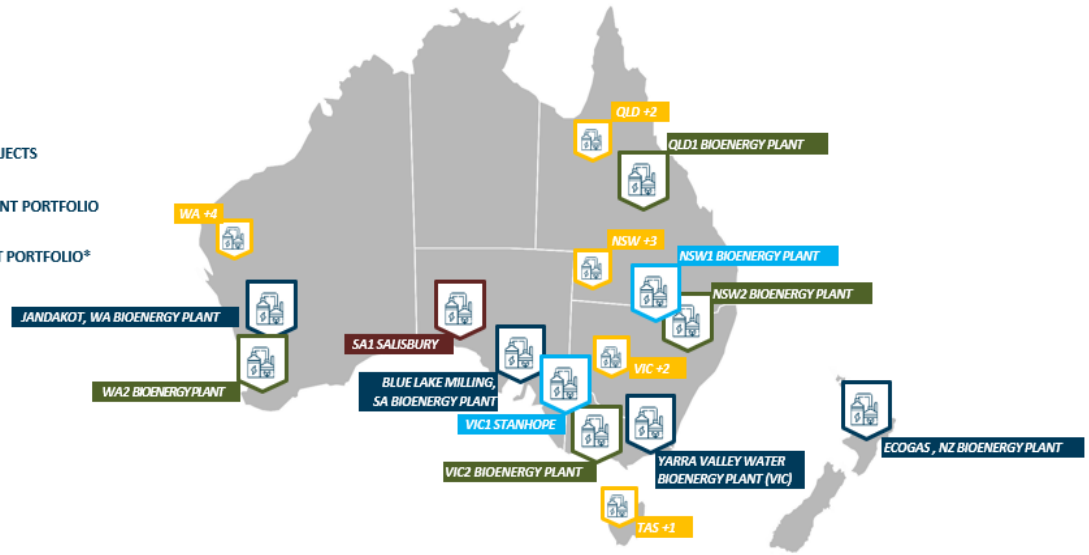 QLD +2
JECTS
QLD1 BIOENERGY PLANT
NT PORTFOLIO
WA +4
NSW +3
T PORTFOLIO*
NSW1 BIOENERGY PLANT
NSW2 BIOENERGY PLANT
JANDAKOT, WA BIOENERGY PLANT
SA1 SALISBURY
VIC +2
BLUE LAKE MILLING,
SA BIOENERGY PLANT
WA2 BIOENERGY PLANT
VIC1 STANHOPE
ECOGAS , NZ BIOENERGY PLANT
YARRA VALLEY WATER
BIOENERGY PLANT (VIC)
VIC2 BIOENERGY PLANT
TAS +1